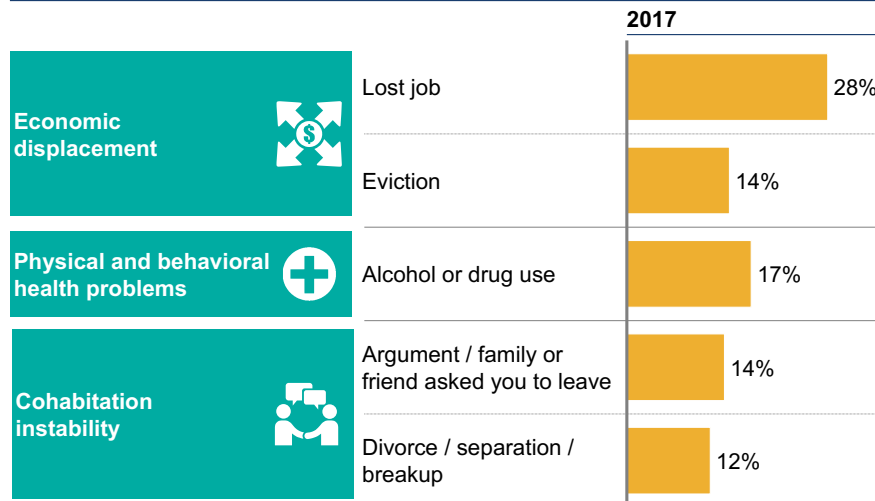 2017
Economic
displacement
$
Lost job
28%
Eviction
14%
Physical and behavioral
health problems
Alcohol or drug use
17%
Cohabitation
instability
Argument / family or
friend asked you to leave
14%
Divorce / separation /
breakup
12%